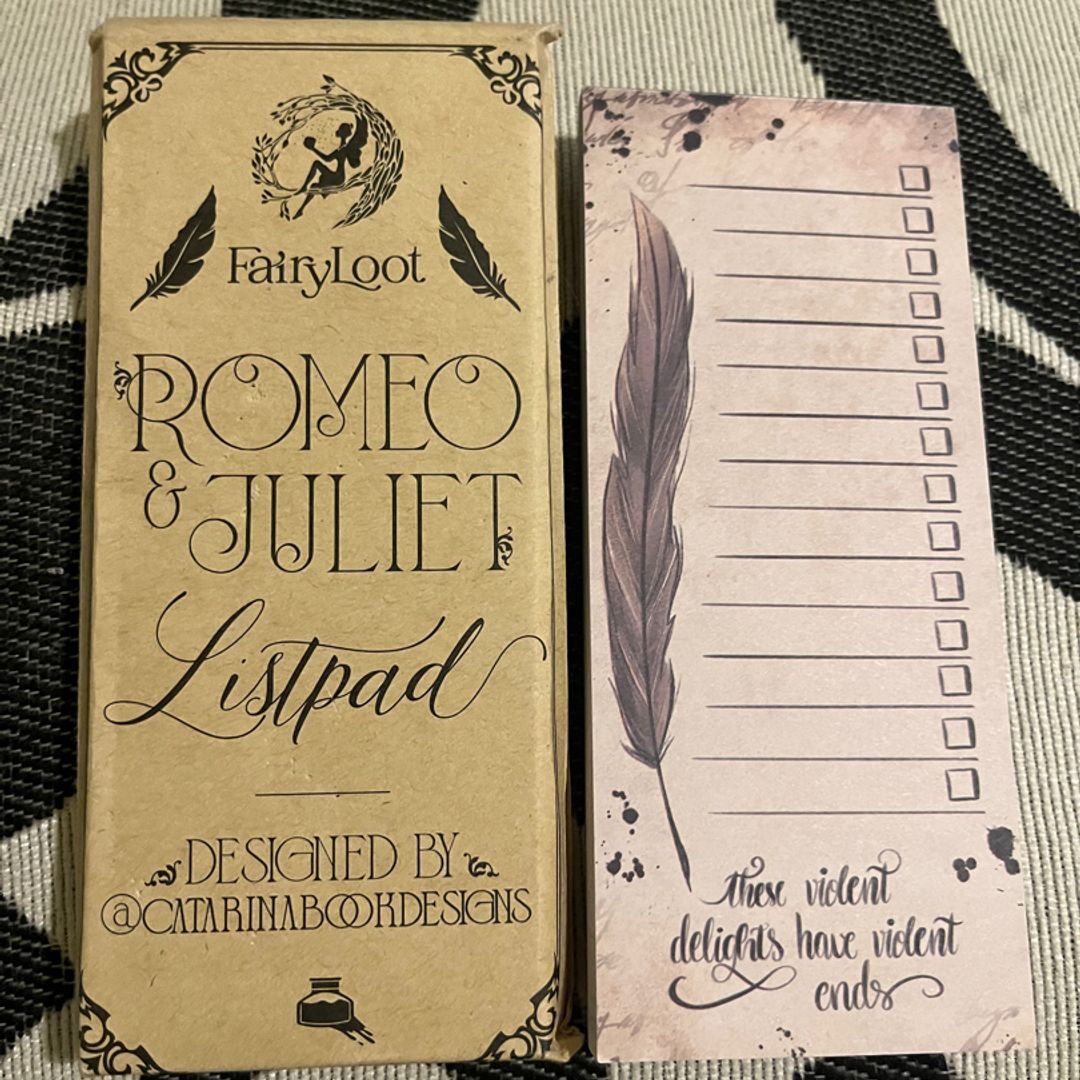 FairyLoot
ROMEO
& JULIET
Listpad
DESIGNED BY
@CATARINABOOKDESIGNS
these violent
delights have violent
ends